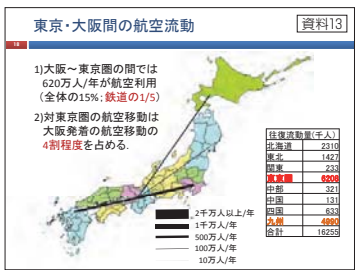 東京・大阪間の航空流動
資料13
18
1)大阪～東京圏の間では
620万人/年が航空利用
（全体の15%；鉄道の1/5）
2)対東京圏の航空移動は
大阪発着の航空移動の
4割程度を占める．
往復流動量(千人)
北海道 2310
東北 1427
関東 233
東京圏 6209
中部 321
中国 131
四国 633
九州 4990
合計 16255
2千万人以上/年
1千万人/年
500万人/年
100万人/年
10万人/年